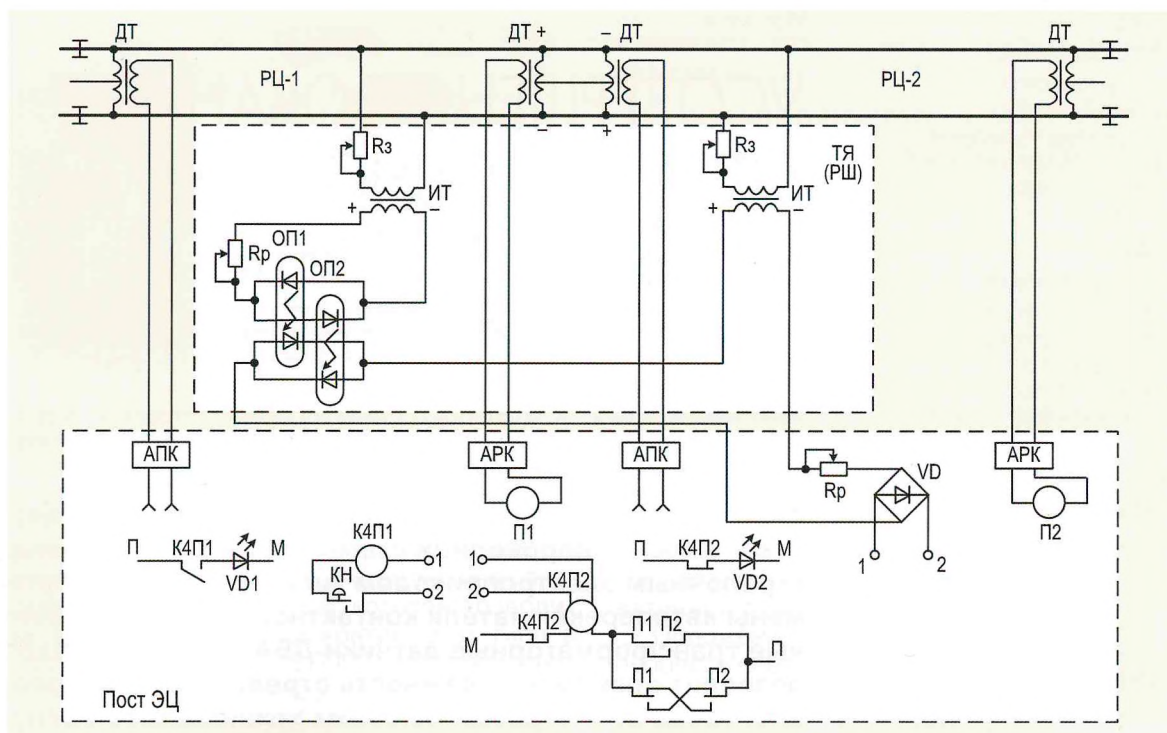 ДТ ДТ + – ДТ ДТ
РЦ-1 РЦ-2
– +
Rз Rз
ТЯ
(РШ)
ИТ ИТ
+ – + –
Rр
ОП1
ОП2
АПК АРК АПК АРК
Rр VD
П1 П2
П К4П1 М
VD1
К4П1
КН
1
2
1
2
К4П2
П К4П2 М
VD2
1 2
М К4П2
П1 П2
П
П1 П2
Пост ЭЦ